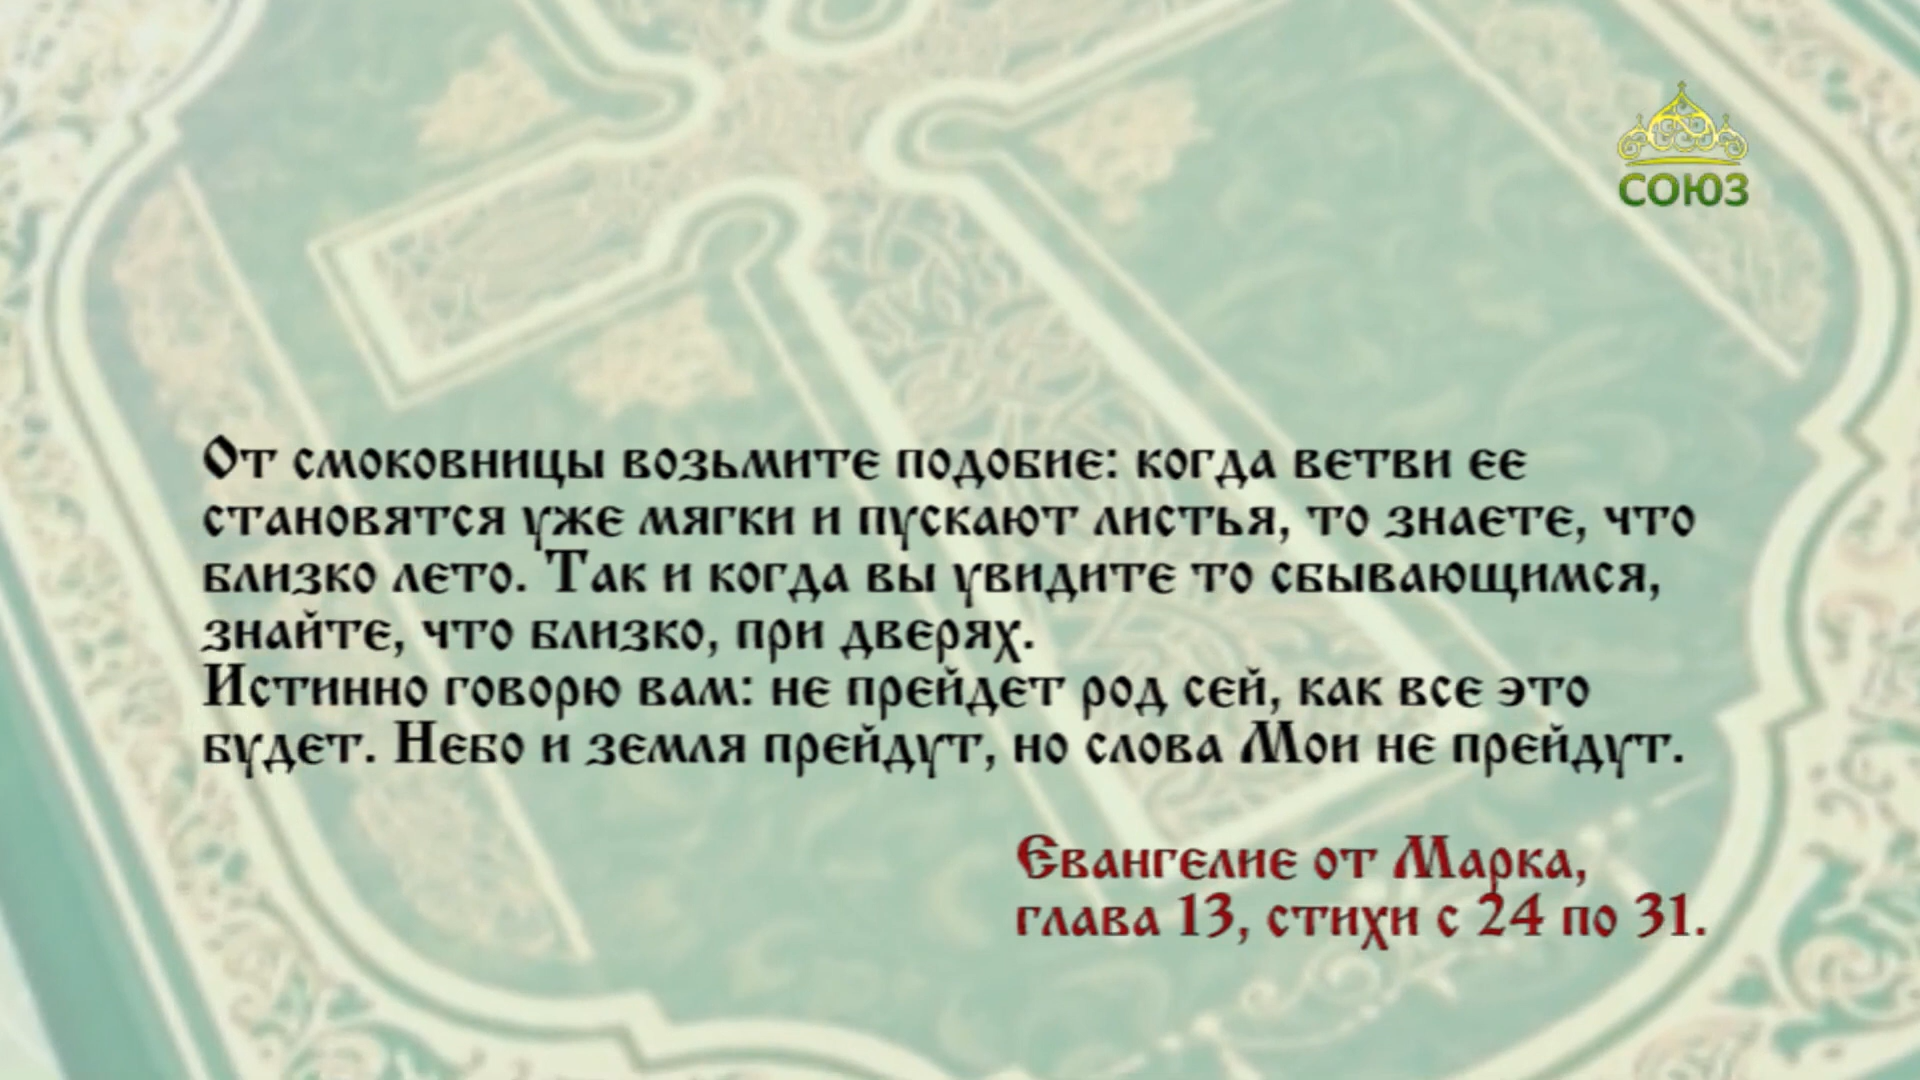 СОЮЗ
От смоковницы возьмите подобие: когда ветви ее
становятся уже мягки и пускают листья, то знаете, что
близко лето. Так и когда вы увидите то сбывающимся,
знайте, что близко, при дверях.
Истинно говорю вам: не прейдет род сей, как все это
будет. Небо и земля прейдут, но слова Мои не прейдут.
Евангелие от Марка,
глава 13, стихи с 24 по 31.